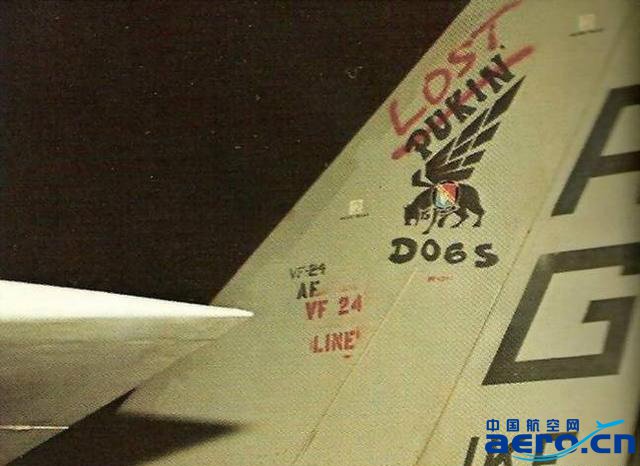 LOST
PUKIN
DOGS
VF-24
AF
VF 24
LINE
A
G
中国航空网
aero.cn